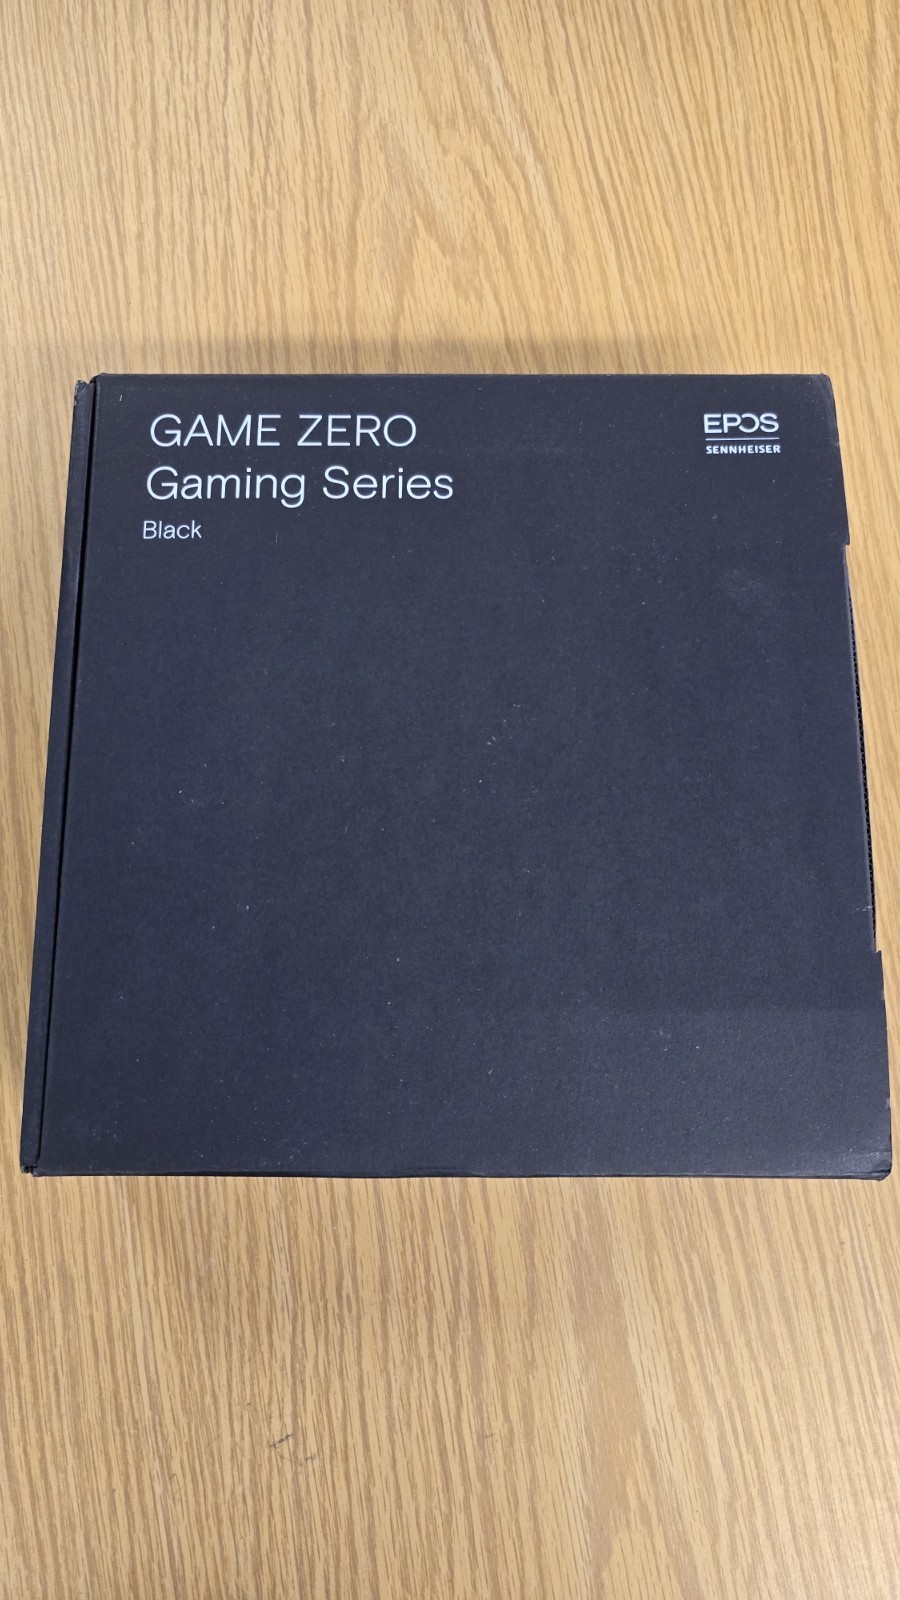 GAME ZERO
Gaming Series
Black
EPOS
SENNHEISER